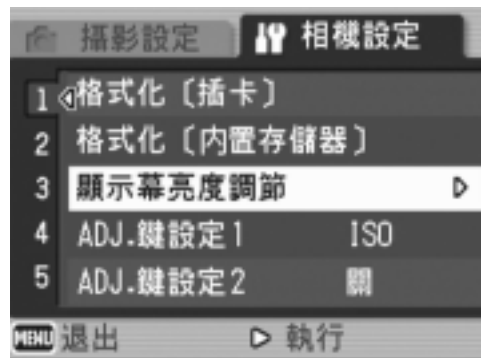 攝影設定 相機設定
1 格式化〔插卡〕
2 格式化〔內置存儲器〕
3 顯示幕亮度調節
4 ADJ.鍵設定1 ISO
5 ADJ.鍵設定2 關
MENU 退出 執行